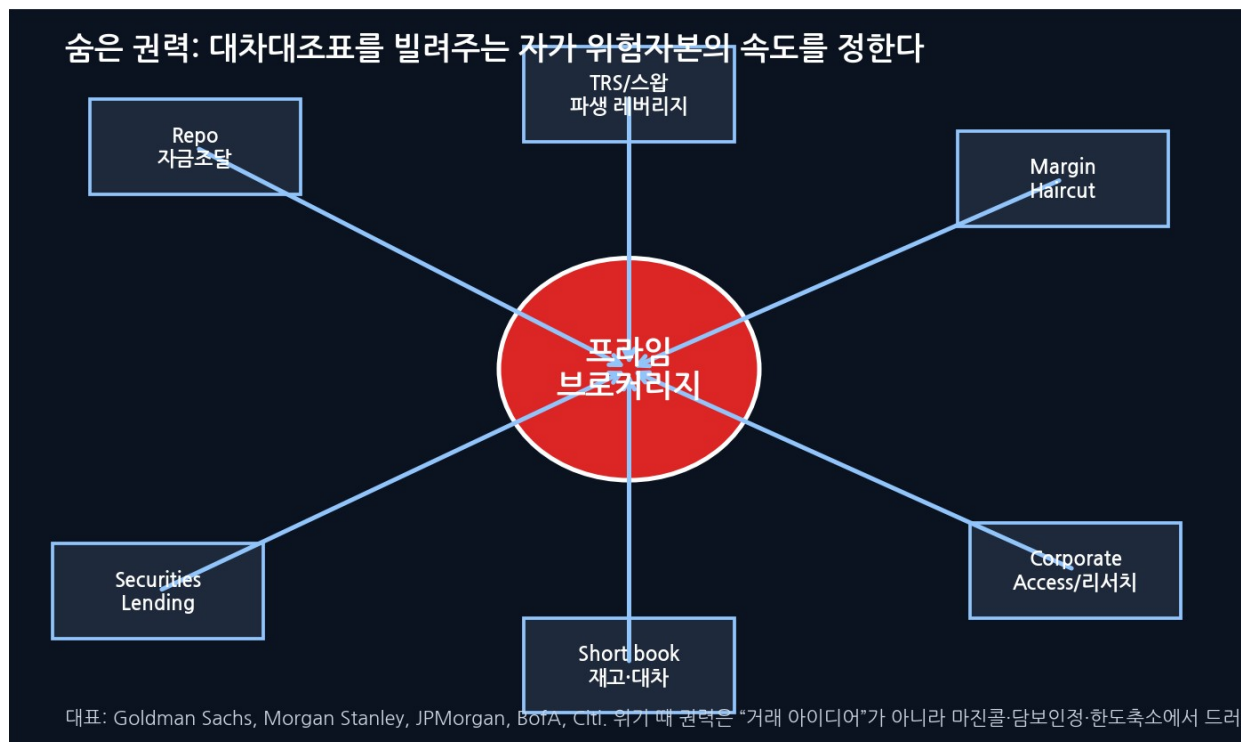 숨은 권력: 대차대조표를 빌려주는 자가 위험자본의 속도를 정한다
TRS/스왑
파생 레버리지
Repo
자금조달
Margin
Haircut
프라임
브로커리지
Securities
Lending
Corporate
Access/리서치
Short book
재고·대차
대표: Goldman Sachs, Morgan Stanley, JPMorgan, BofA, Citi. 위기 때 권력은 “거래 아이디어”가 아니라 마진콜·담보인정·한도축소에서 드러